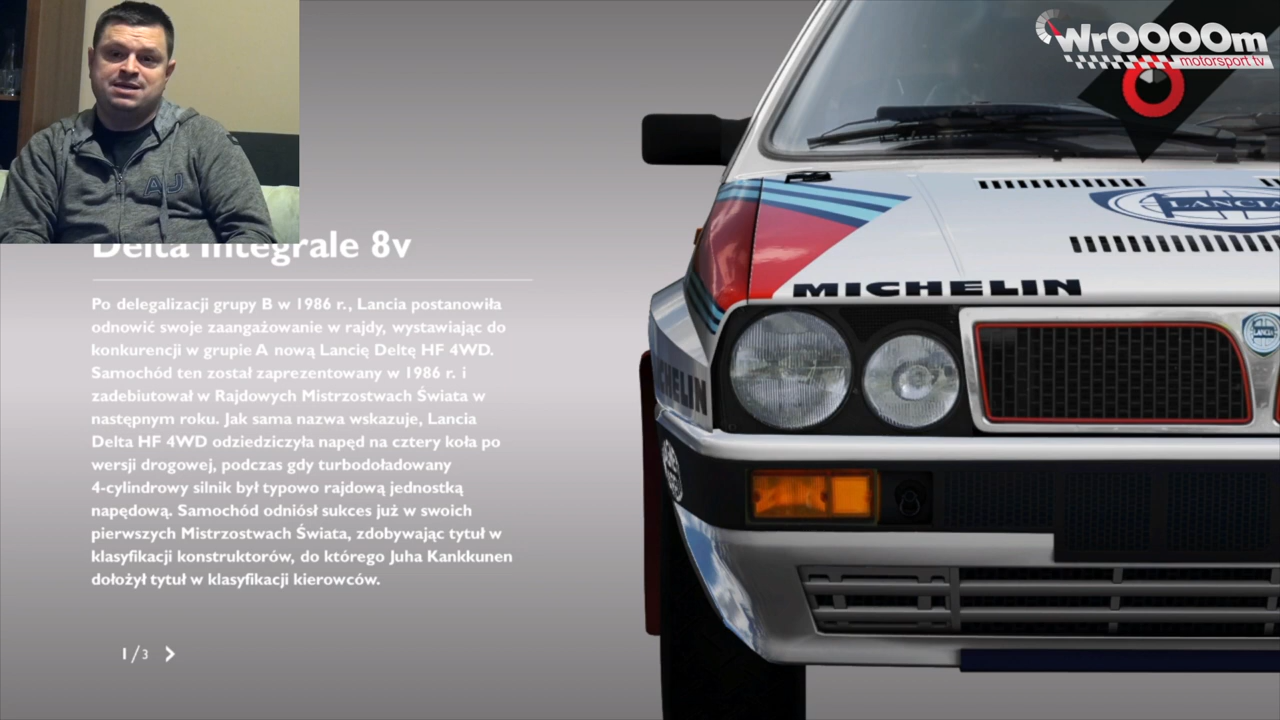 WrOOOOm
motorsport.tv
AJ
LANCIA
MICHELIN
LANCIA
Delta Integrale 8v
Po delegalizacji grupy B w 1986 r., Lancia postanowiła
odnowić swoje zaangażowanie w rajdy, wystawiając do
konkurencji w grupie A nową Lancię Deltę HF 4WD.
Samochód ten został zaprezentowany w 1986 r. i
zadebiutował w Rajdowych Mistrzostwach Świata w
następnym roku. Jak sama nazwa wskazuje, Lancia
Delta HF 4WD odziedziczyła napęd na cztery koła po
wersji drogowej, podczas gdy turbodoładowany
4-cylindrowy silnik był typowo rajdową jednostką
napędową. Samochód odniósł sukces już w swoich
pierwszych Mistrzostwach Świata, zdobywając tytuł w
klasyfikacji konstruktorów, do którego Juha Kankkunen
dołożył tytuł w klasyfikacji kierowców.
1/3